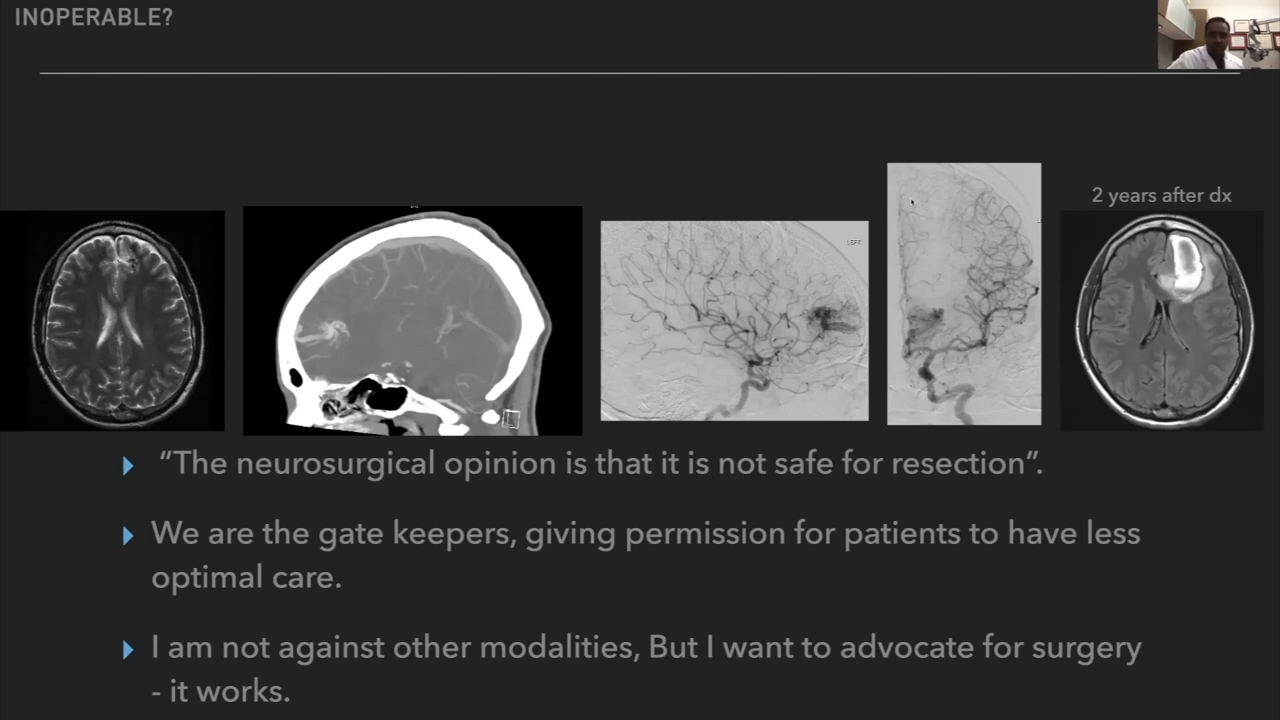 INOPERABLE?
2 years after dx
LEFT
"The neurosurgical opinion is that it is not safe for resection".
We are the gate keepers, giving permission for patients to have less
optimal care.
I am not against other modalities, But I want to advocate for surgery
- it works.